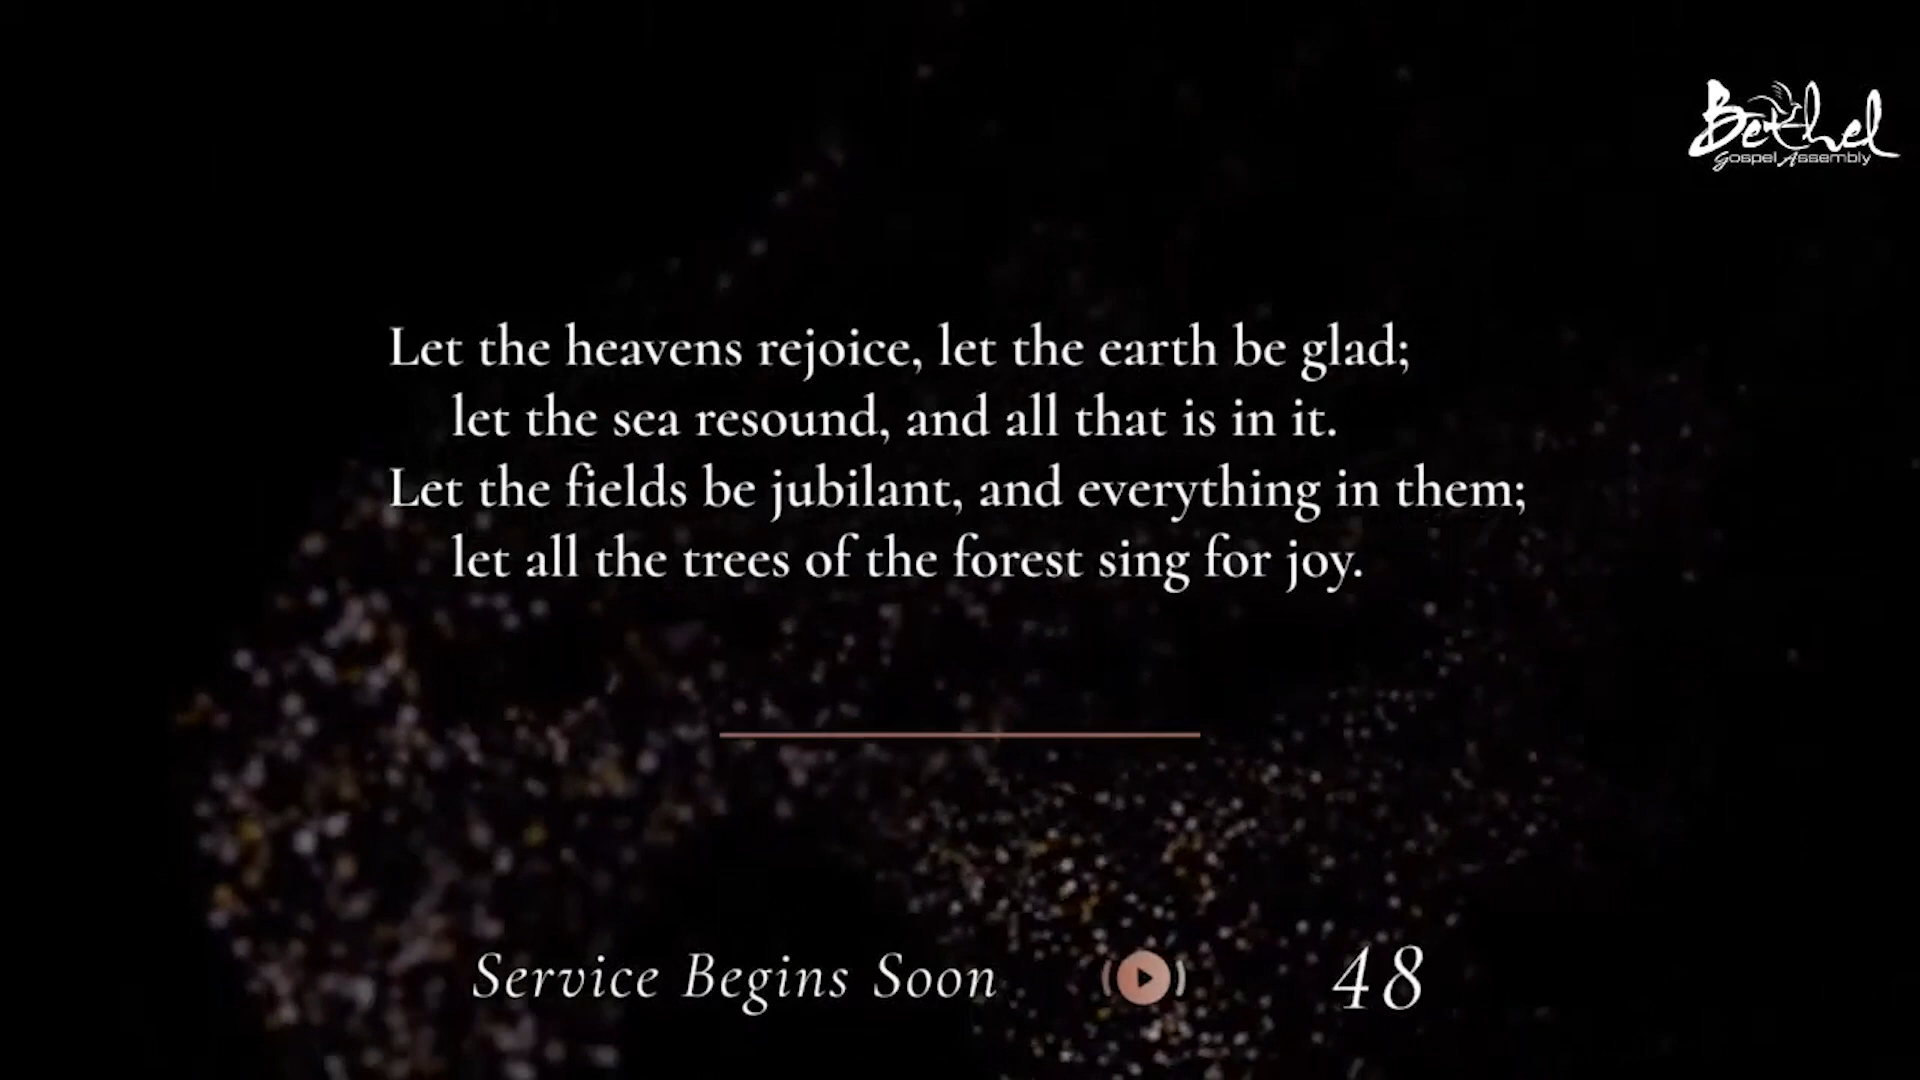 Bethel
Gospel Assembly
Let the heavens rejoice, let the earth be glad;
let the sea resound, and all that is in it.
Let the fields be jubilant, and everything in them;
let all the trees of the forest sing for joy.
Service Begins Soon
48